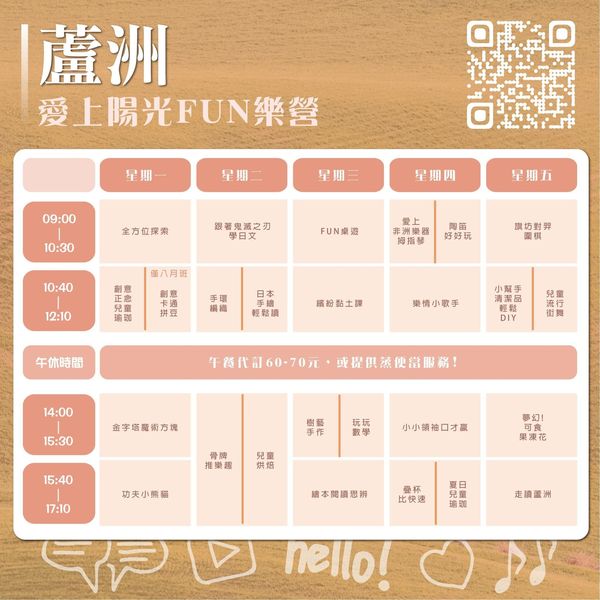 蘆洲
愛上陽光FUN樂營
星期一
星期二
星期三
星期四
星期五
09:00
|
10:30
全方位探索
跟著鬼滅之刃
學日文
FUN桌遊
愛上
非洲樂器
拇指琴
陶笛
好好玩
旗坊對弈
圍棋
10:40
|
12:10
創意
正念
兒童
瑜珈
僅八月班
創意
卡通
拼豆
手環
編織
日本
手繪
輕鬆繪
繽紛黏土課
樂情小歌手
小幫手
清潔品
輕鬆
DIY
兒童
流行
街舞
午休時間
午餐代訂60-70元，或提供蒸便當服務!
14:00
|
15:30
金字塔魔術方塊
骨牌
推樂趣
兒童
烘焙
樹藝
手作
玩玩
數學
小小領袖口才贏
夢幻!
可食
果凍花
15:40
|
17:10
功夫小熊貓
繪本閱讀思辨
疊杯
比快速
夏日
兒童
瑜珈
走讀蘆洲
hello!